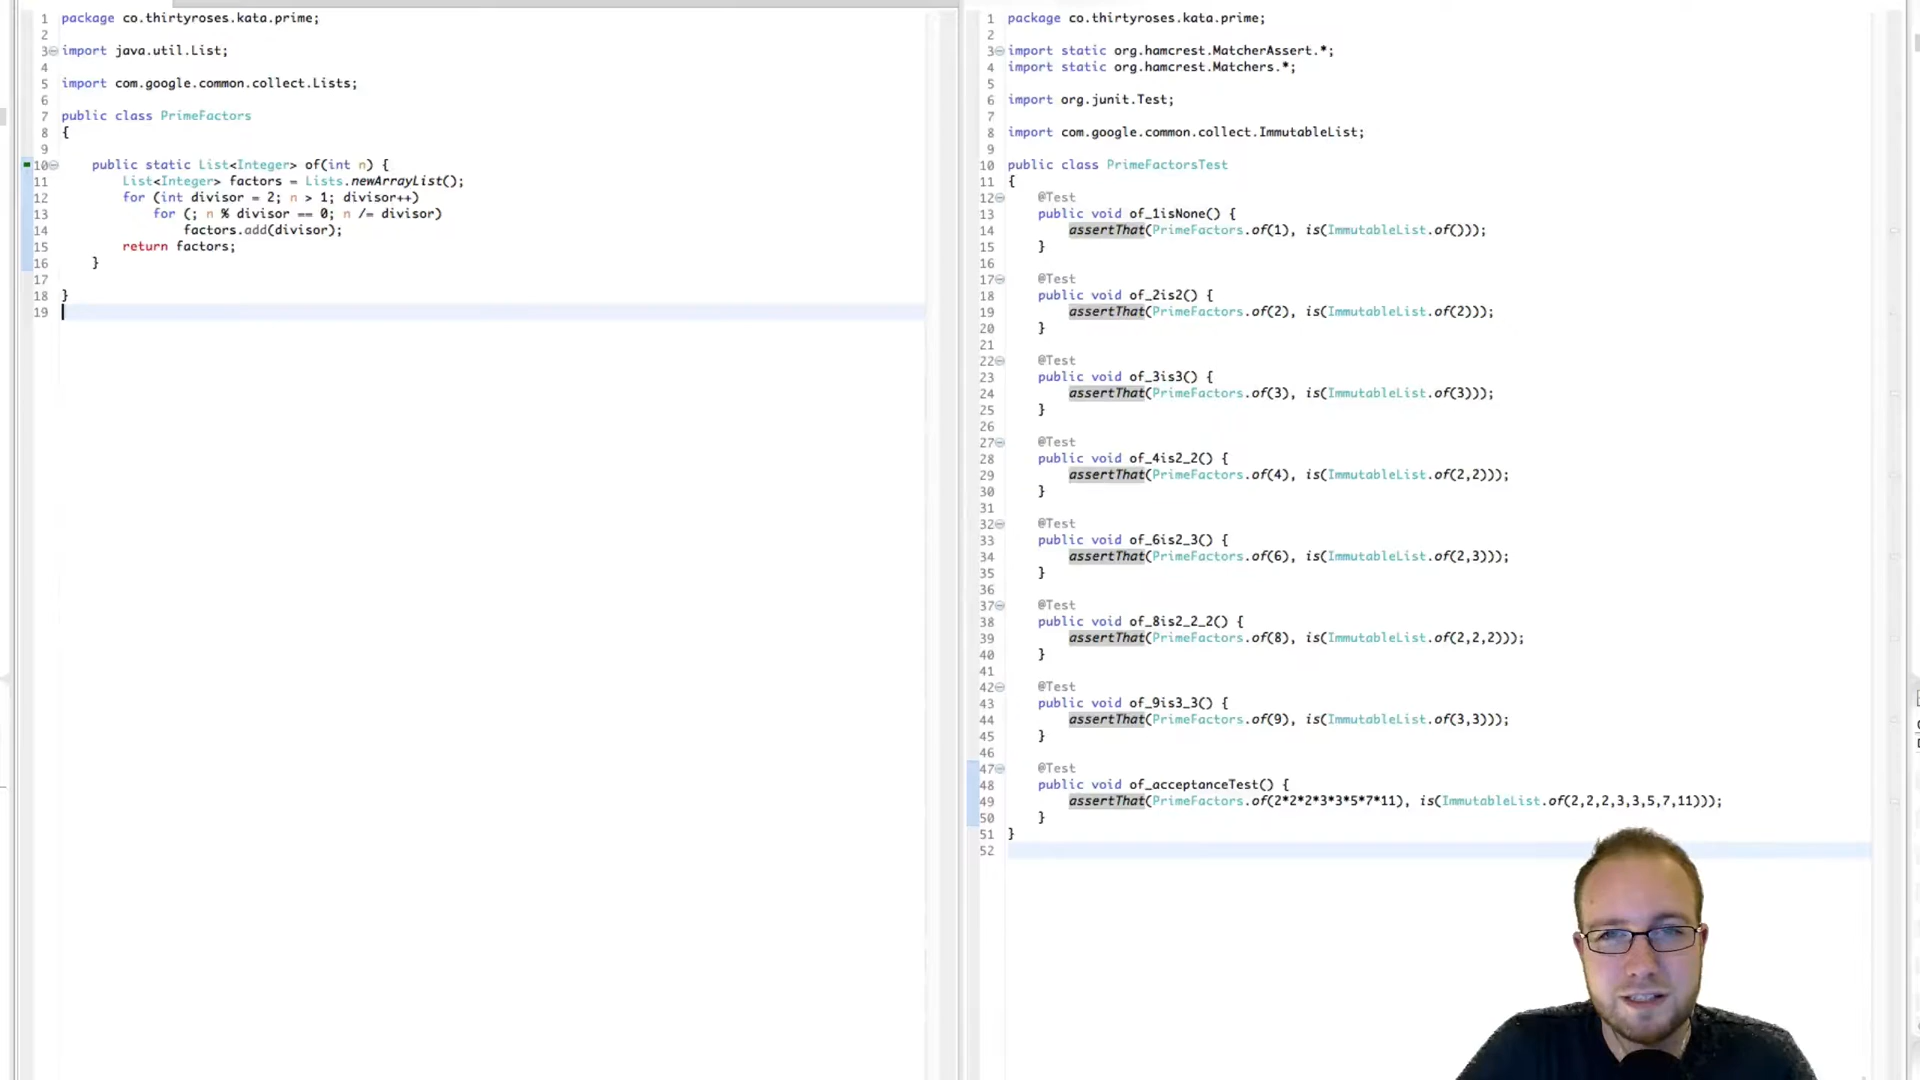 1 package co.thirtyroses.kata.prime;
2
3 import java.util.List;
4
5 import com.google.common.collect.Lists;
6
7 public class PrimeFactors
8 {
9
10 public static List<Integer> of(int n) {
11 List<Integer> factors = Lists.newArrayList();
12 for (int divisor = 2; n > 1; divisor++)
13 for (; n % divisor == 0; n /= divisor)
14 factors.add(divisor);
15 return factors;
16 }
17
18 }
19
1 package co.thirtyroses.kata.prime;
2
3 import static org.hamcrest.MatcherAssert.*;
4 import static org.hamcrest.Matchers.*;
5
6 import org.junit.Test;
7
8 import com.google.common.collect.ImmutableList;
9
10 public class PrimeFactorsTest
11 {
12 @Test
13 public void of_1isNone() {
14 assertThat(PrimeFactors.of(1), is(ImmutableList.of()));
15 }
16
17 @Test
18 public void of_2is2() {
19 assertThat(PrimeFactors.of(2), is(ImmutableList.of(2)));
20 }
21
22 @Test
23 public void of_3is3() {
24 assertThat(PrimeFactors.of(3), is(ImmutableList.of(3)));
25 }
26
27 @Test
28 public void of_4is2_2() {
29 assertThat(PrimeFactors.of(4), is(ImmutableList.of(2,2)));
30 }
31
32 @Test
33 public void of_6is2_3() {
34 assertThat(PrimeFactors.of(6), is(ImmutableList.of(2,3)));
35 }
36
37 @Test
38 public void of_8is2_2_2() {
39 assertThat(PrimeFactors.of(8), is(ImmutableList.of(2,2,2)));
40 }
41
42 @Test
43 public void of_9is3_3() {
44 assertThat(PrimeFactors.of(9), is(ImmutableList.of(3,3)));
45 }
46
47 @Test
48 public void of_acceptanceTest() {
49 assertThat(PrimeFactors.of(2*2*2*3*3*5*7*11), is(ImmutableList.of(2,2,2,3,3,5,7,11)));
50 }
51 }
52